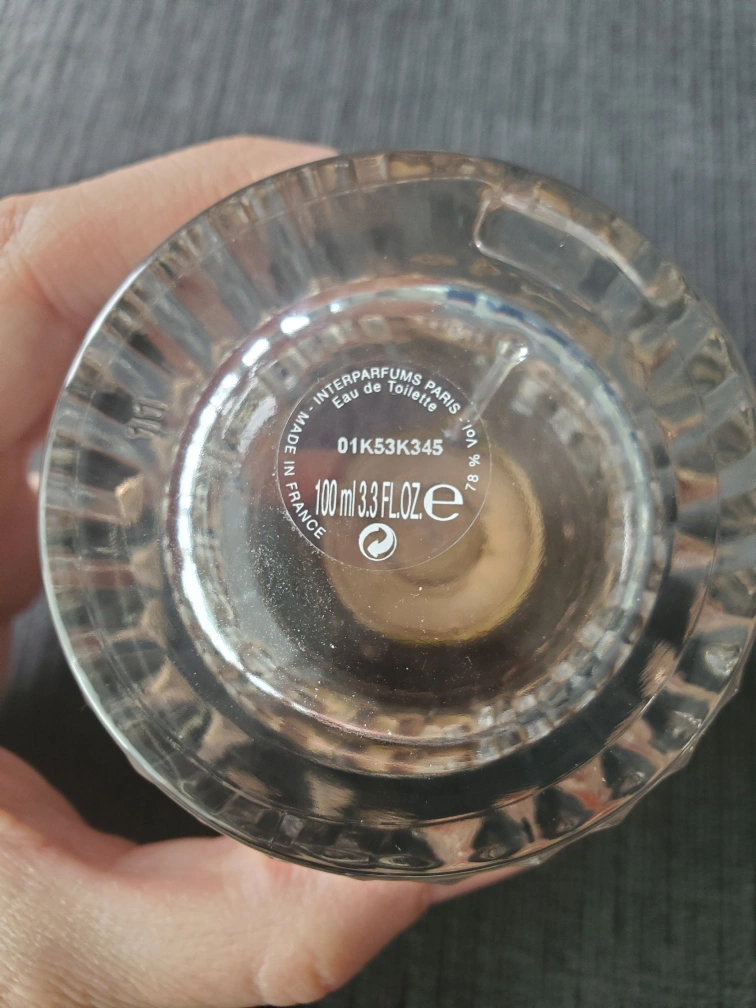 MADE IN FRANCE - INTERPARFUMS PARIS - 78 % Vol.
Eau de Toilette
01K53K345
100 ml 3.3 FL.OZ. e